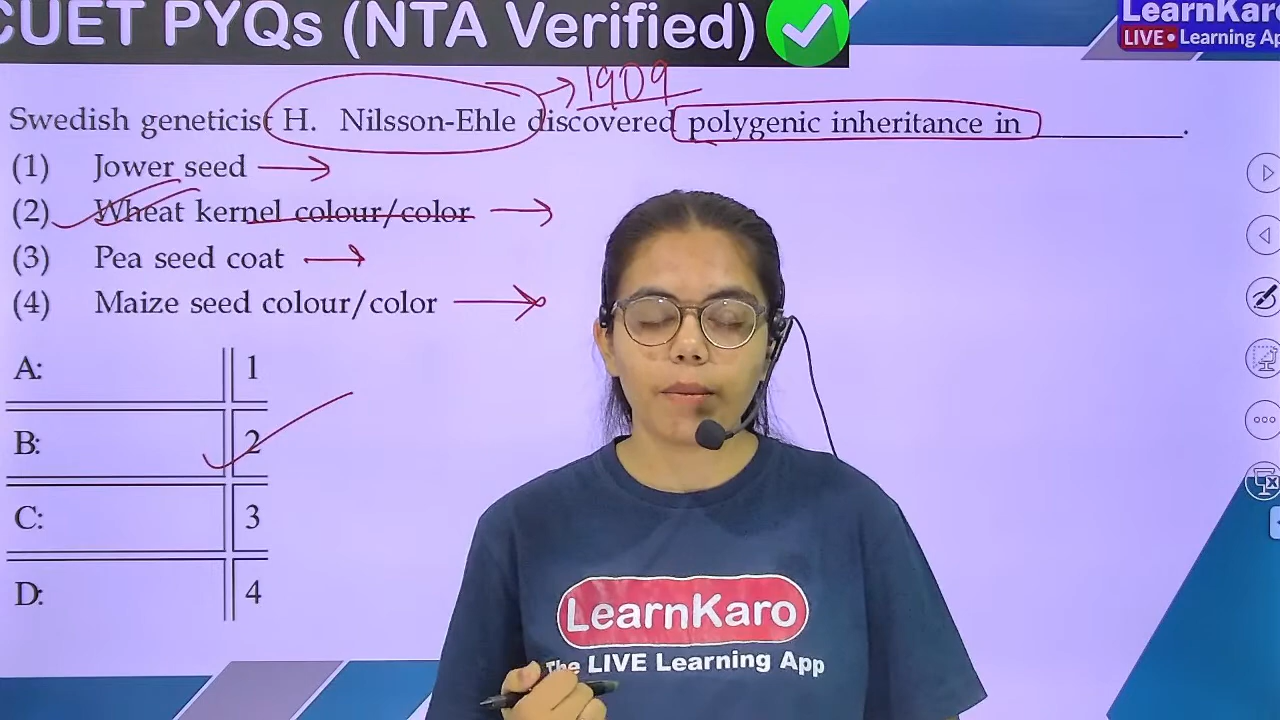 CUET PYQs (NTA Verified)
LearnKaro
LIVE • Learning Ap
1909
Swedish geneticist H. Nilsson-Ehle discovered polygenic inheritance in __________.
(1) Jower seed
(2) Wheat kernel colour/color
(3) Pea seed coat
(4) Maize seed colour/color
A: 1
B: 2
C: 3
D: 4
LearnKaro
The LIVE Learning App